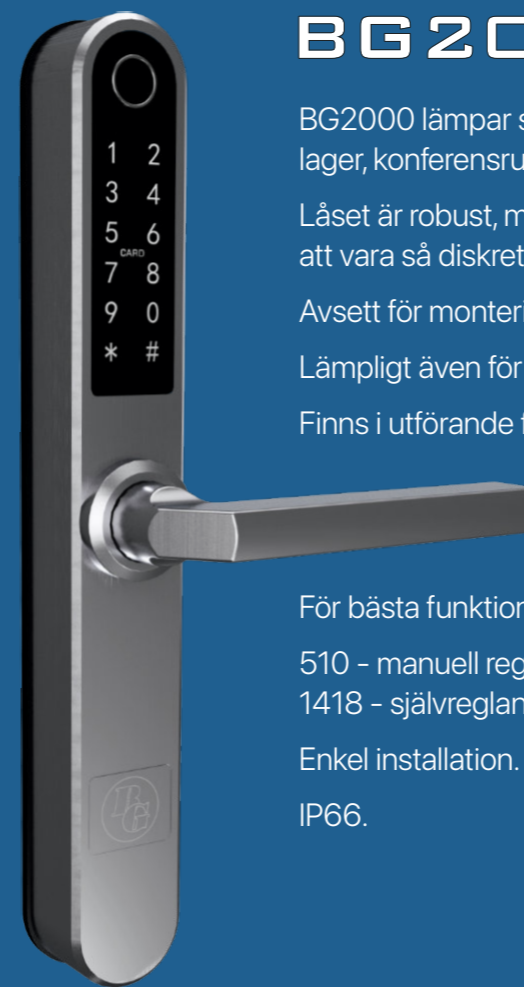 BG20
BG2000 lämpar s
lager, konferensru
Låset är robust, m
att vara så diskret
Avsett för monteri
Lämpligt även för
Finns i utförande f
För bästa funktion
510 - manuell reg
1418 - självreglan
Enkel installation.
IP66.
1 2
3 4
5 6
CARD
7 8
9 0
* #